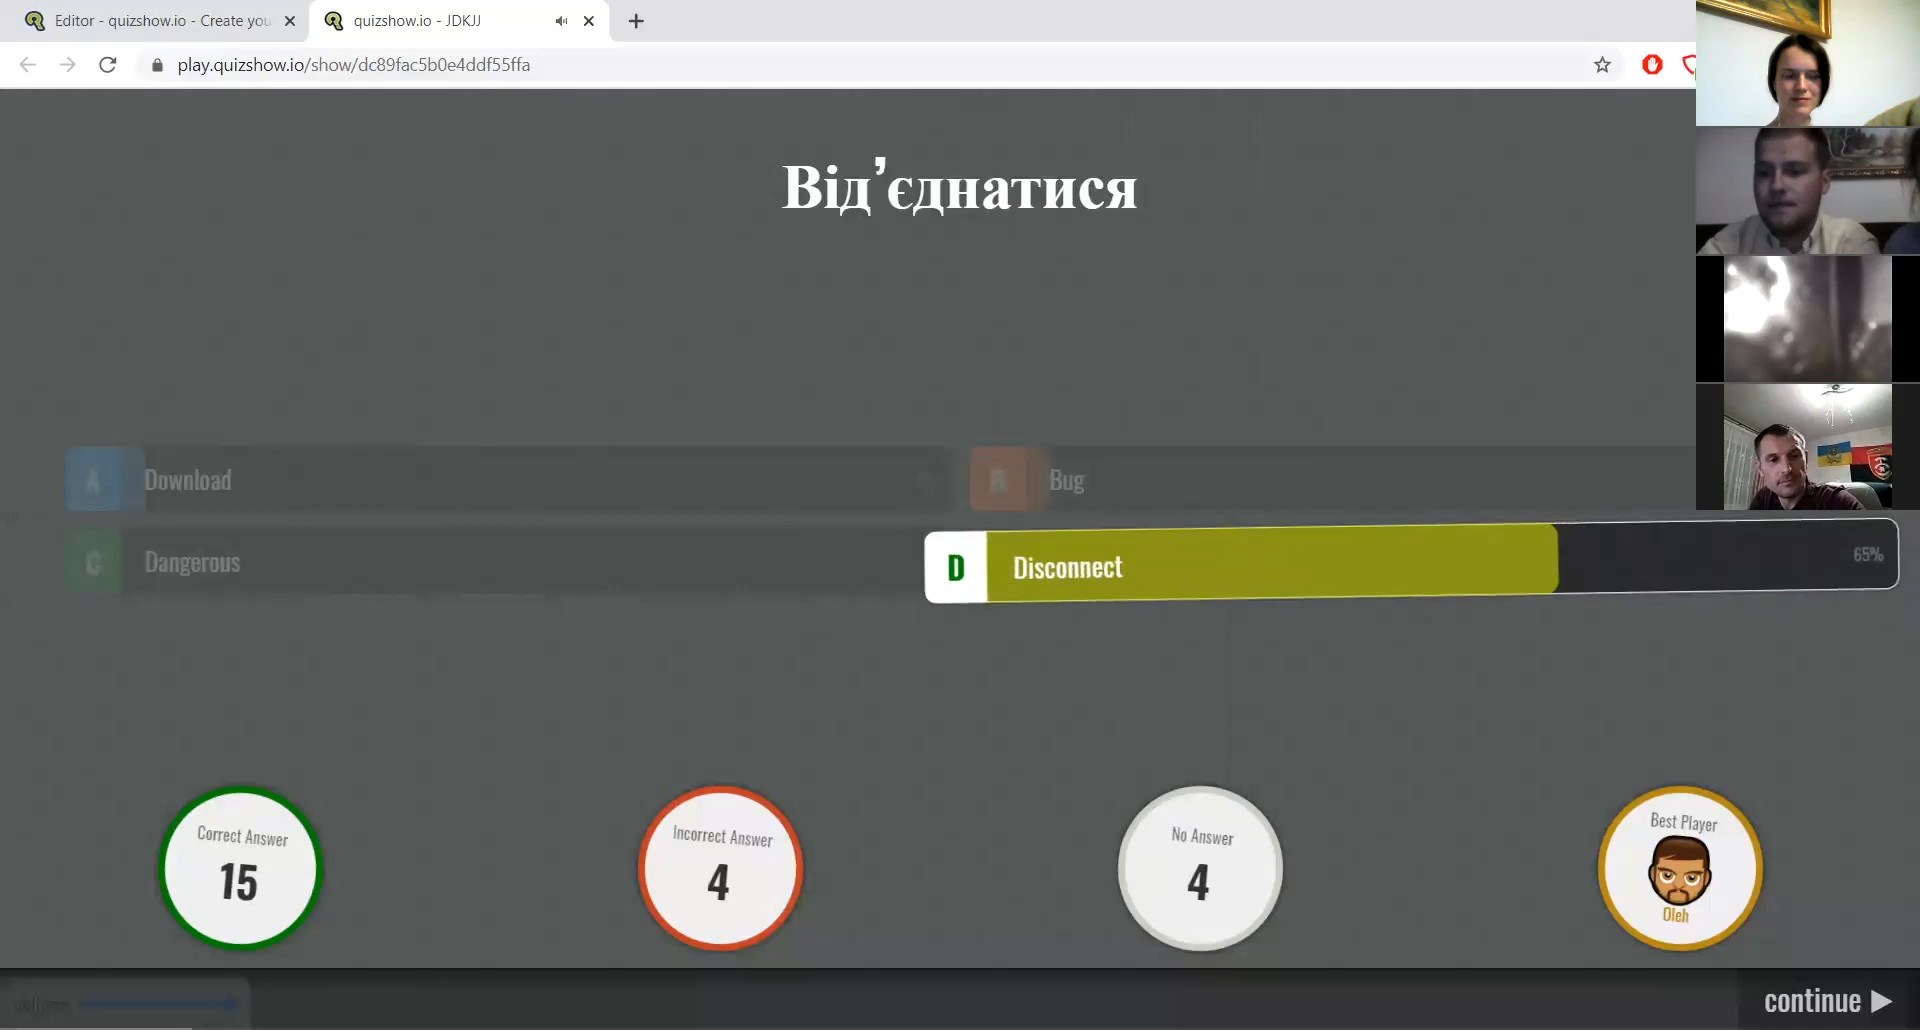 Editor - quizshow.io - Create you
quizshow.io - JDKJJ
play.quizshow.io/show/dc89fac5b0e4ddf55ffa
Від’єднатися
A Download
B Bug
C Dangerous
D Disconnect 65%
Correct Answer
15
Incorrect Answer
4
No Answer
4
Best Player
Oleh
continue